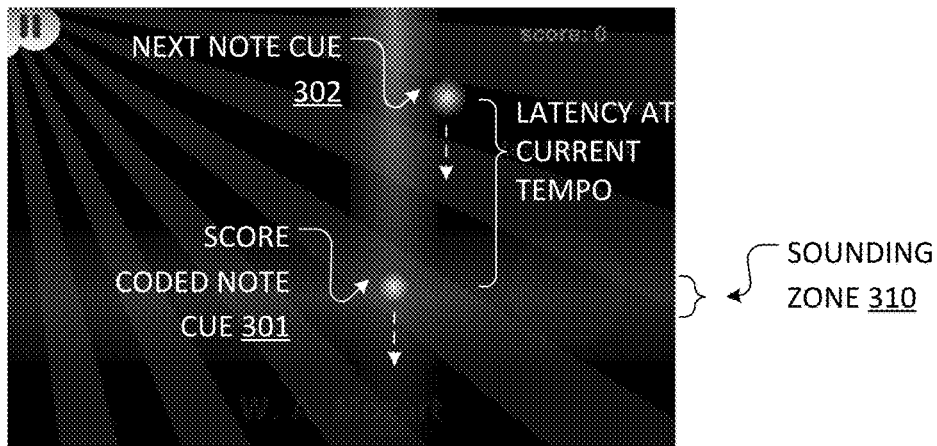 score: 0
NEXT NOTE CUE
302
LATENCY AT
CURRENT
TEMPO
SCORE
CODED NOTE
CUE 301
SOUNDING
ZONE 310